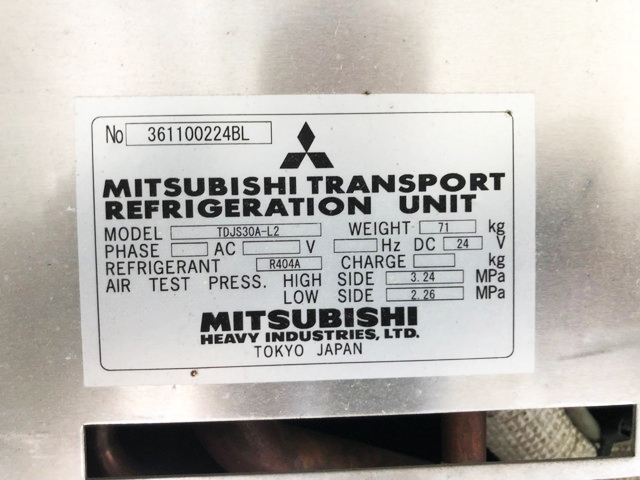 No 361100224BL
MITSUBISHI TRANSPORT
REFRIGERATION UNIT
MODEL TDJS30A-L2 WEIGHT 71 kg
PHASE AC V Hz DC 24 V
REFRIGERANT R404A CHARGE kg
AIR TEST PRESS. HIGH SIDE 3.24 MPa
LOW SIDE 2.26 MPa
MITSUBISHI
HEAVY INDUSTRIES, LTD.
TOKYO JAPAN